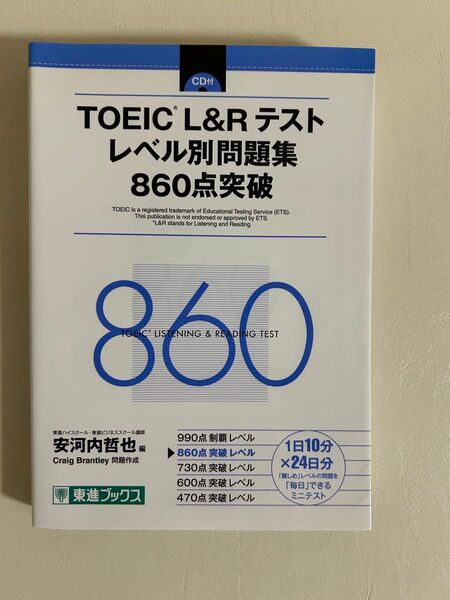 CD付
TOEIC® L&R テスト
レベル別問題集
860点突破
TOEIC is a registered trademark of Educational Testing Service (ETS).
This publication is not endorsed or approved by ETS.
*L&R stands for Listening and Reading
860
TOEIC® LISTENING & READING TEST
東進ハイスクール・東進ビジネススクール講師
安河内哲也 編
Craig Brantley 問題作成
東進ブックス
990点 制覇 レベル
860点 突破 レベル
730点 突破 レベル
600点 突破 レベル
470点 突破 レベル
1日10分
×24日分
「難しめ」レベルの問題を
「毎日」できる
ミニテスト